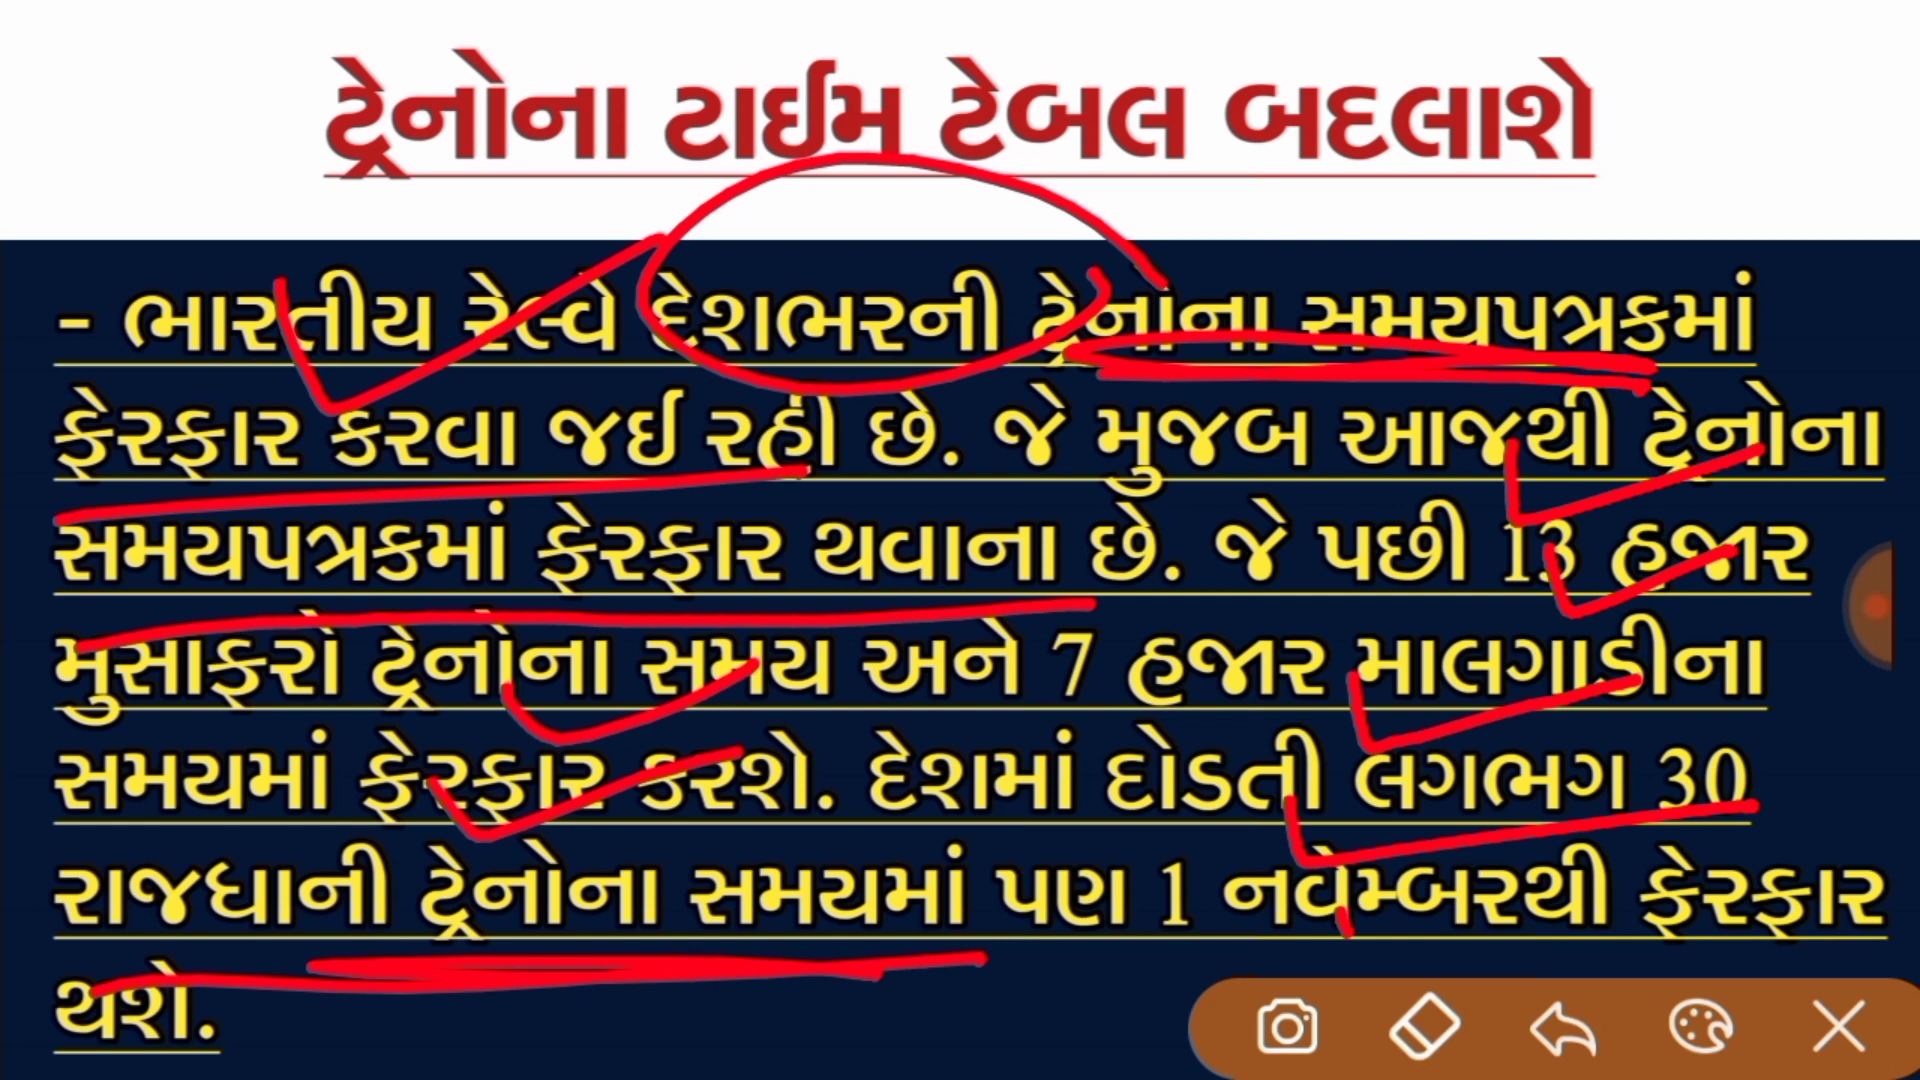 ટ્રેનોના ટાઈમ ટેબલ બદલાશે
- ભારતીય રેલ્વે દેશભરની ટ્રેનોના સમયપત્રકમાં
ફેરફાર કરવા જઈ રહી છે. જે મુજબ આજથી ટ્રેનોના
સમયપત્રકમાં ફેરફાર થવાના છે. જે પછી 13 હજાર
મુસાફરો ટ્રેનોના સમય અને 7 હજાર માલગાડીના
સમયમાં ફેરફાર કરશે. દેશમાં દોડતી લગભગ 30
રાજધાની ટ્રેનોના સમયમાં પણ 1 નવેમ્બરથી ફેરફાર
થશે.